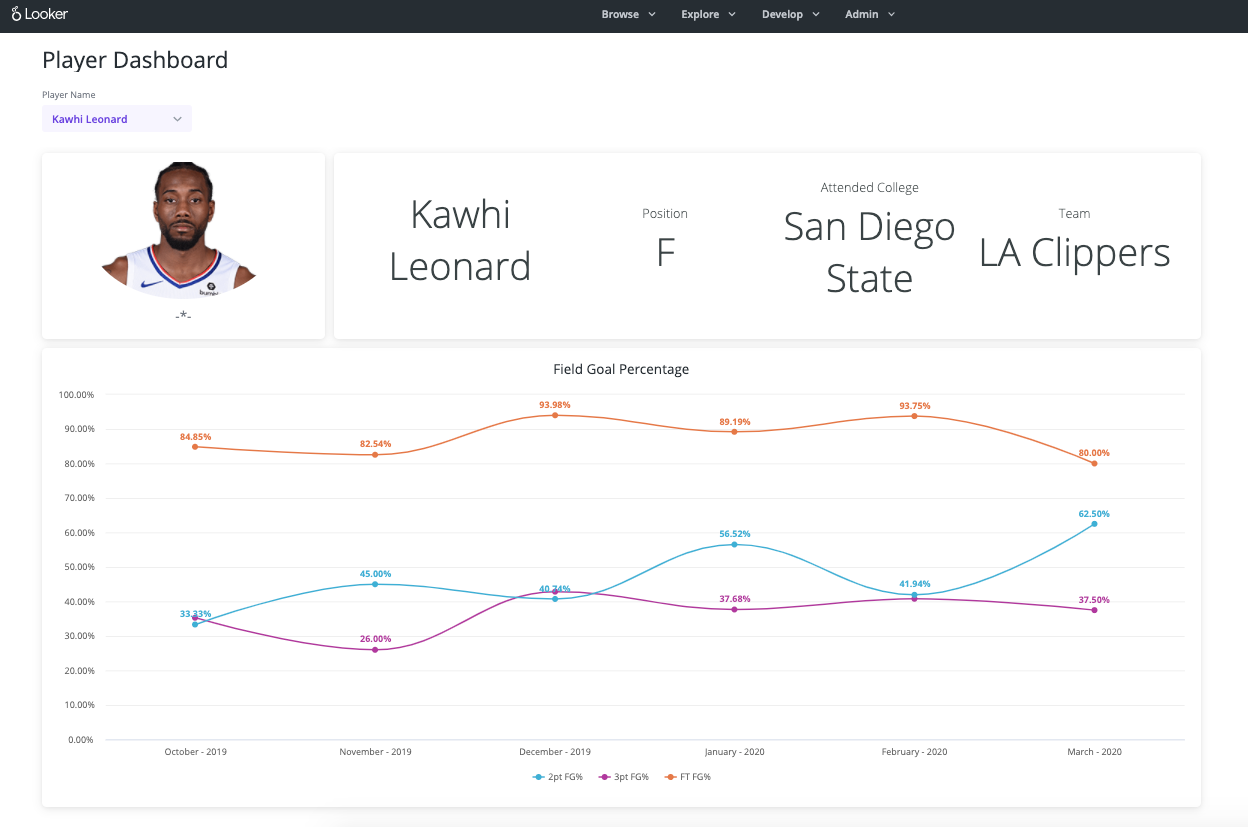 Looker
Browse Explore Develop Admin
Player Dashboard
Player Name
Kawhi Leonard
-*-
Kawhi
Leonard
Position
F
Attended College
San Diego
State
Team
LA Clippers
Field Goal Percentage
100.00%
90.00%
80.00%
70.00%
60.00%
50.00%
40.00%
30.00%
20.00%
10.00%
0.00%
84.85% 82.54% 93.98% 89.19% 93.75% 80.00%
33.33% 45.00% 40.74% 56.52% 41.94% 62.50%
26.00% 37.68% 37.50%
October - 2019 November - 2019 December - 2019 January - 2020 February - 2020 March - 2020
2pt FG% 3pt FG% FT FG%